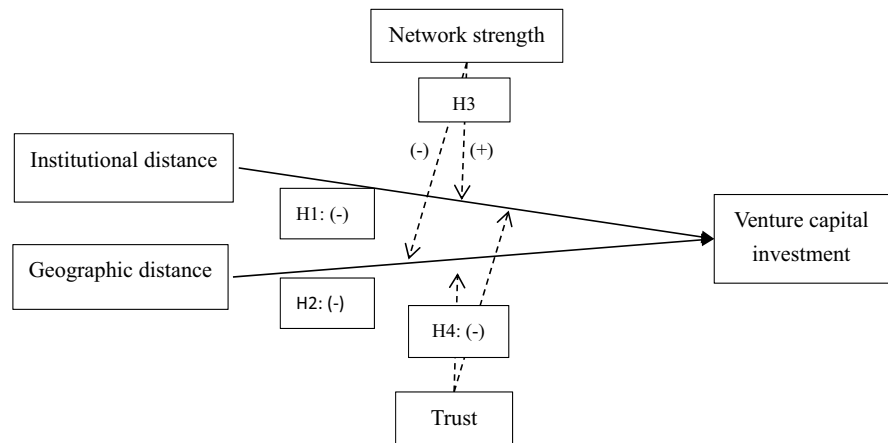 Network strength
H3
(-)
(+)
Institutional distance
H1: (-)
Venture capital
investment
Geographic distance
H2: (-)
H4: (-)
Trust